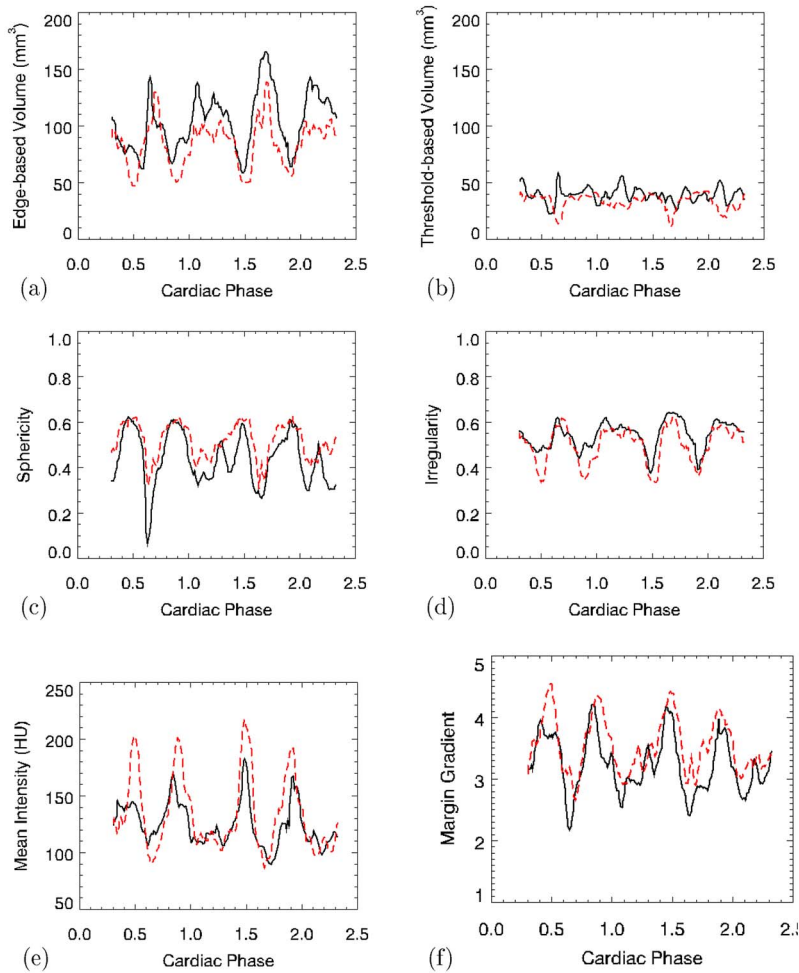 200
150
100
50
0
Edge-based Volume (mm³)
0.0 0.5 1.0 1.5 2.0 2.5
Cardiac Phase
(a)
200
150
100
50
0
Threshold-based Volume (mm³)
0.0 0.5 1.0 1.5 2.0 2.5
Cardiac Phase
(b)
1.0
0.8
0.6
0.4
0.2
0.0
Sphericity
0.0 0.5 1.0 1.5 2.0 2.5
Cardiac Phase
(c)
1.0
0.8
0.6
0.4
0.2
0.0
Irregularity
0.0 0.5 1.0 1.5 2.0 2.5
Cardiac Phase
(d)
250
200
150
100
50
Mean Intensity (HU)
0.0 0.5 1.0 1.5 2.0 2.5
Cardiac Phase
(e)
5
4
3
2
1
Margin Gradient
0.0 0.5 1.0 1.5 2.0 2.5
Cardiac Phase
(f)